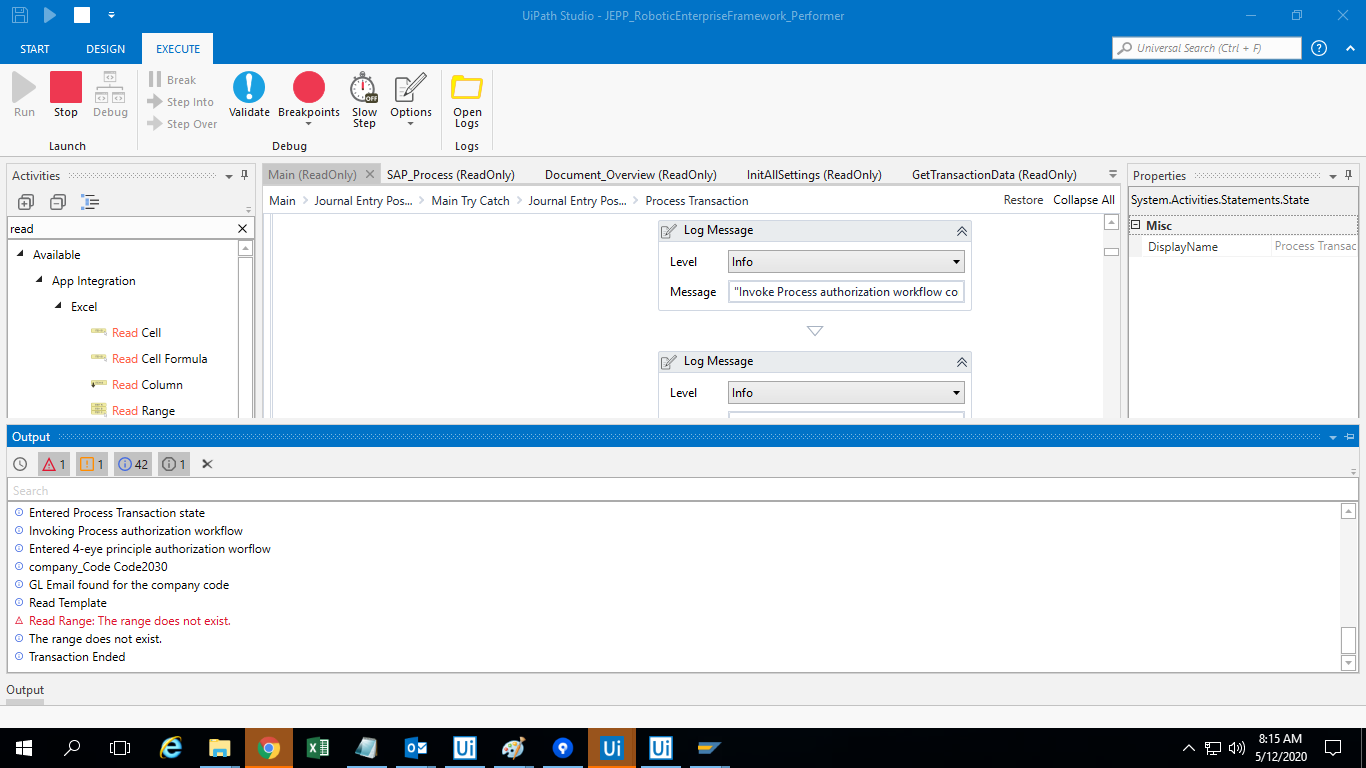 UiPath Studio - JEPP_RoboticEnterpriseFramework_Performer
START DESIGN EXECUTE
Universal Search (Ctrl + F)
Run Stop Debug
Break
Step Into
Step Over
Validate Breakpoints Slow Step Options
Open Logs
Launch Debug Logs
Activities
Main (ReadOnly) SAP_Process (ReadOnly) Document_Overview (ReadOnly) InitAllSettings (ReadOnly) GetTransactionData (ReadOnly)
Properties
Main Journal Entry Pos... Main Try Catch Journal Entry Pos... Process Transaction
Restore Collapse All
System.Activities.Statements.State
read
Misc
DisplayName Process Transac
Available
App Integration
Excel
Read Cell
Read Cell Formula
Read Column
Read Range
Log Message
Level Info
Message "Invoke Process authorization workflow co
Log Message
Level Info
Output
1 1 42 1
Search
Entered Process Transaction state
Invoking Process authorization workflow
Entered 4-eye principle authorization worflow
company_Code Code2030
GL Email found for the company code
Read Template
Read Range: The range does not exist.
The range does not exist.
Transaction Ended
Output
Ui Ui Ui
8:15 AM
5/12/2020